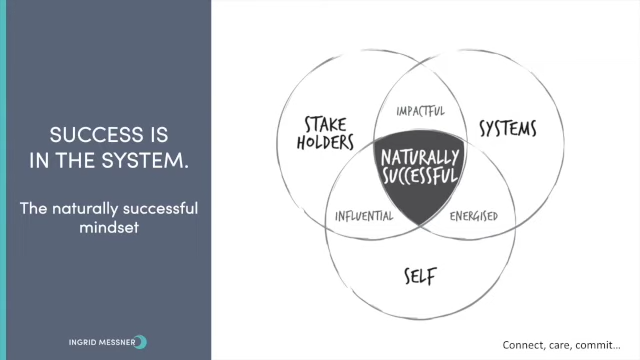 SUCCESS IS
IN THE SYSTEM.
The naturally successful
mindset
INGRID MESSNER
IMPACTFUL
STAKE
HOLDERS
SYSTEMS
NATURALLY
SUCCESSFUL
INFLUENTIAL
ENERGISED
SELF
Connect, care, commit...